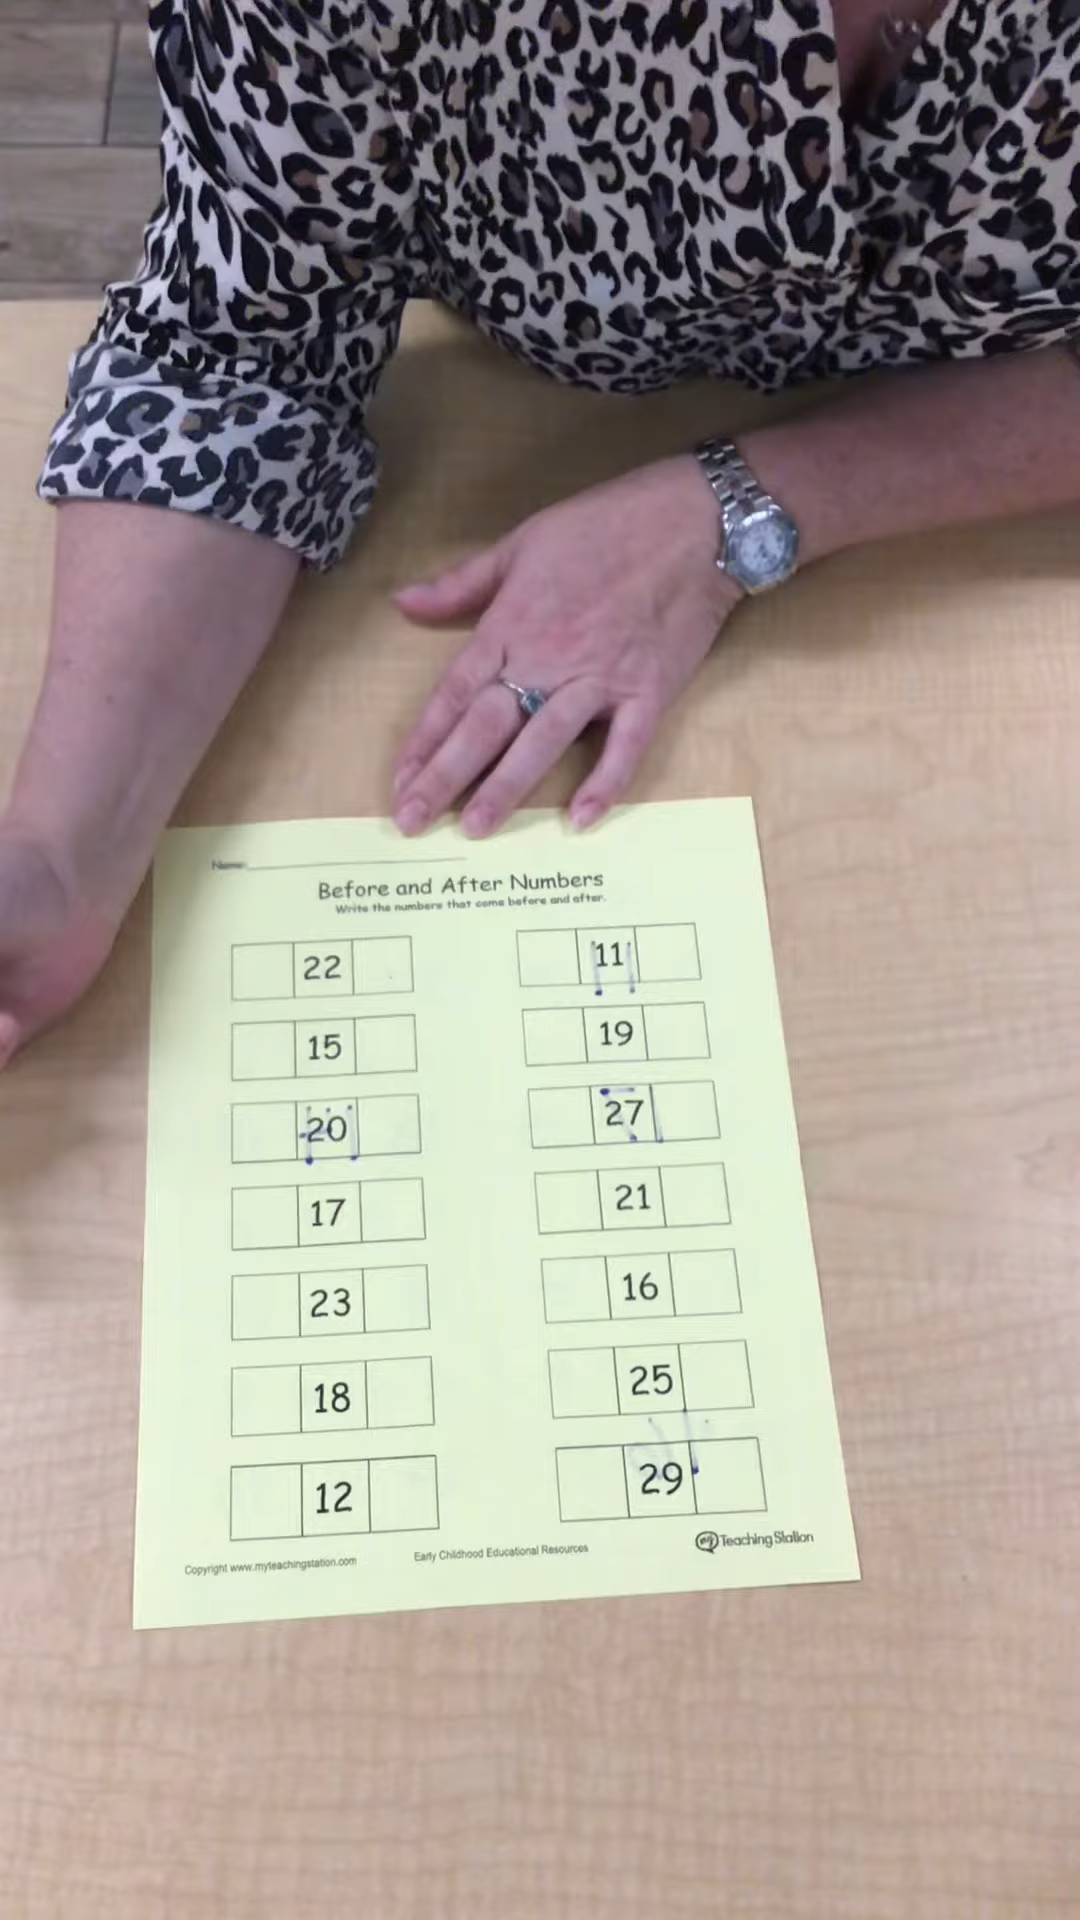 Name:
Before and After Numbers
Write the numbers that come before and after.
22
11
15
19
20
27
17
21
23
16
18
25
12
29
Copyright www.myteachingstation.com
Early Childhood Educational Resources
my Teaching Station